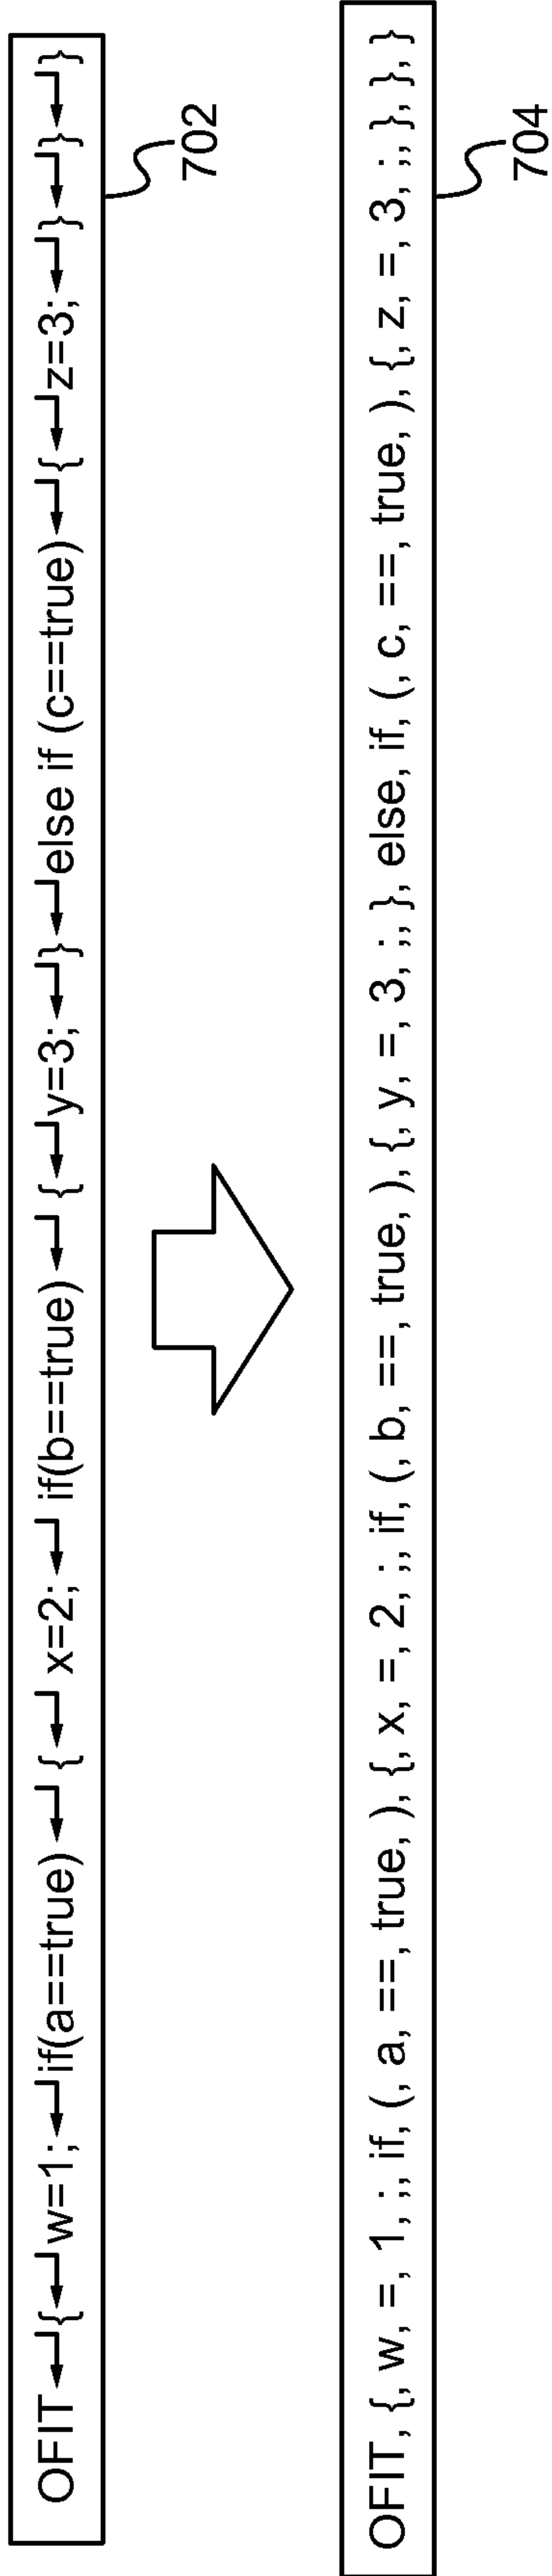 OFIT ↵ { ↵ w=1; ↵ if(a==true) ↵ { ↵ x=2; ↵ if(b==true) ↵ { ↵ y=3; ↵ } ↵ else if (c==true) ↵ { ↵ z=3; ↵ } ↵ } ↵ }
702
OFIT, {, w, =, 1, ;, if, (, a, ==, true, ), {, x, =, 2, ;, if, (, b, ==, true, ), {, y, =, 3, ;, }, else, if, (, c, ==, true, ), {, z, =, 3, ;, }, }, }
704